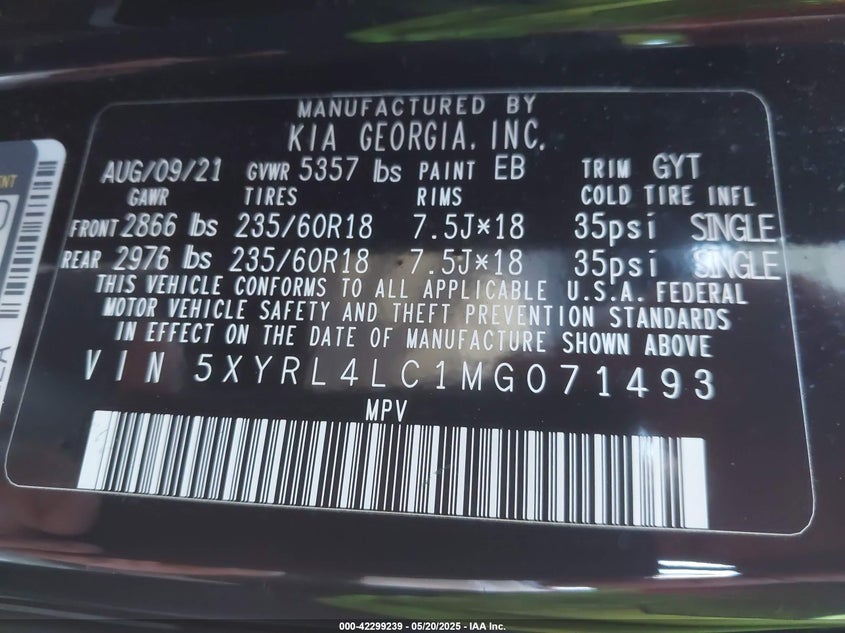 MANUFACTURED BY
KIA GEORGIA, INC.
AUG/09/21 GVWR 5357 lbs PAINT EB TRIM GYT
GAWR TIRES RIMS COLD TIRE INFL
FRONT 2866 lbs 235/60R18 7.5J*18 35psi SINGLE
REAR 2976 lbs 235/60R18 7.5J*18 35psi SINGLE
THIS VEHICLE CONFORMS TO ALL APPLICABLE U.S.A. FEDERAL
MOTOR VEHICLE SAFETY AND THEFT PREVENTION STANDARDS
IN EFFECT ON THE DATE OF MANUFACTURE SHOWN ABOVE
VIN 5XYRL4LC1MG071493
MPV
000-42299239 - 05/20/2025 - IAA Inc.